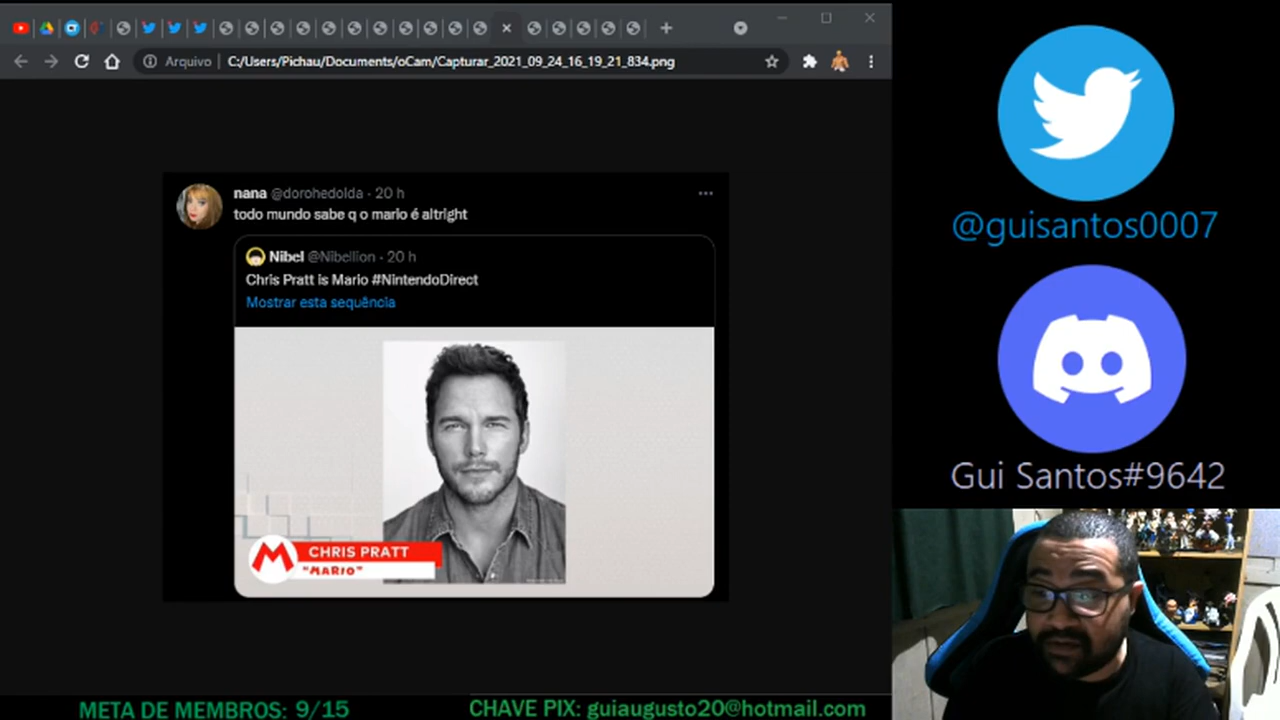 Arquivo | C:/Users/Pichau/Documents/oCam/Capturar_2021_09_24_16_19_21_834.png
nana @dorohedolda · 20 h
todo mundo sabe q o mario é altright
Nibel @Nibellion · 20 h
Chris Pratt is Mario #NintendoDirect
Mostrar esta sequência
CHRIS PRATT
"MARIO"
@guisantos0007
Gui Santos#9642
META DE MEMBROS: 9/15
CHAVE PIX: guiaugusto20@hotmail.com